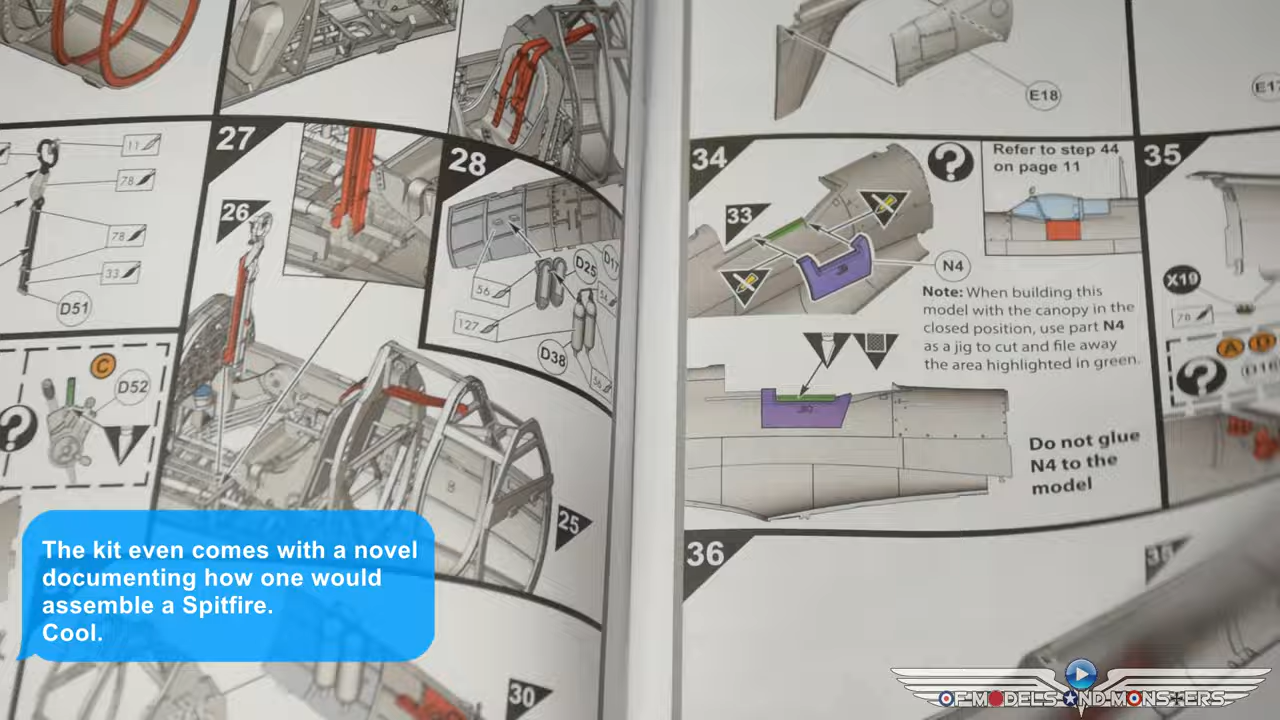 E18
E17
27
11
28
34
Refer to step 44
on page 11
35
78
26
33
78
D17
D25
N4
X19
33
56
D51
127
Note: When building this
model with the canopy in the
closed position, use part N4
as a jig to cut and file away
the area highlighted in green.
78
D38
56
C
D52
A
D
Do not glue
N4 to the
model
25
36
The kit even comes with a novel
documenting how one would
assemble a Spitfire.
Cool.
30
OF MODELS AND MONSTERS